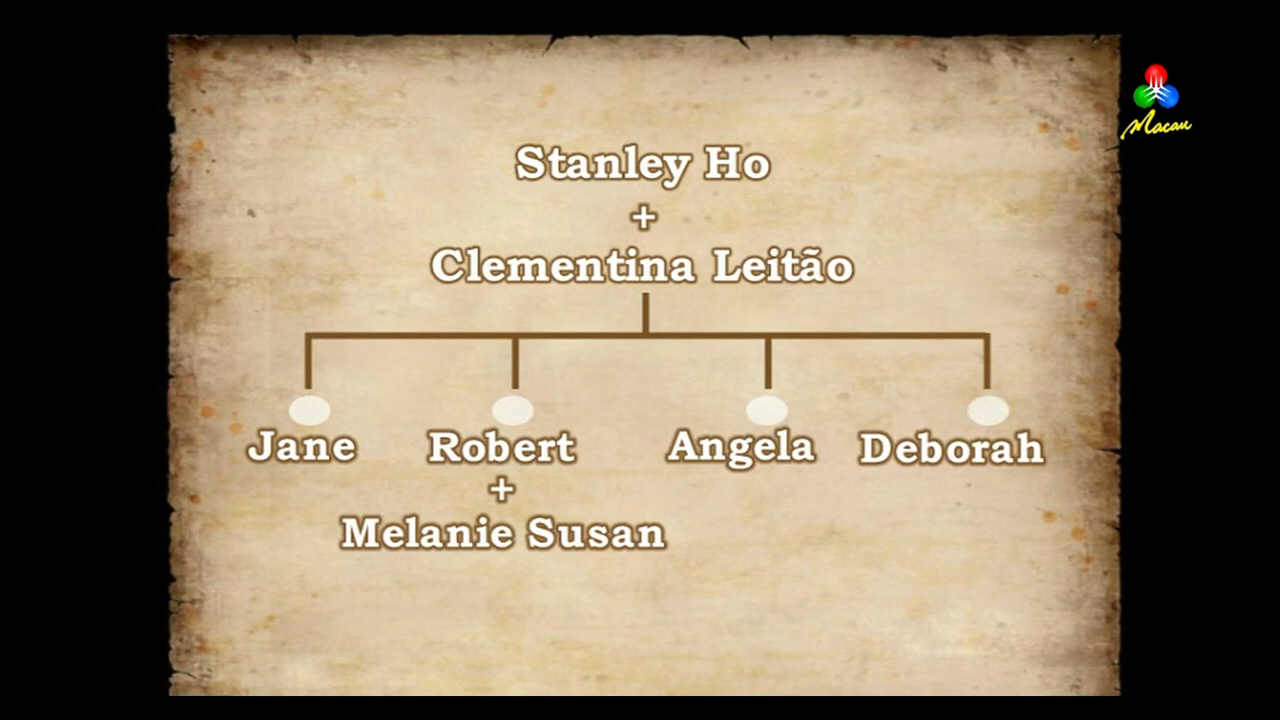 Macau
Stanley Ho
+
Clementina Leitão
Jane Robert Angela Deborah
+
Melanie Susan